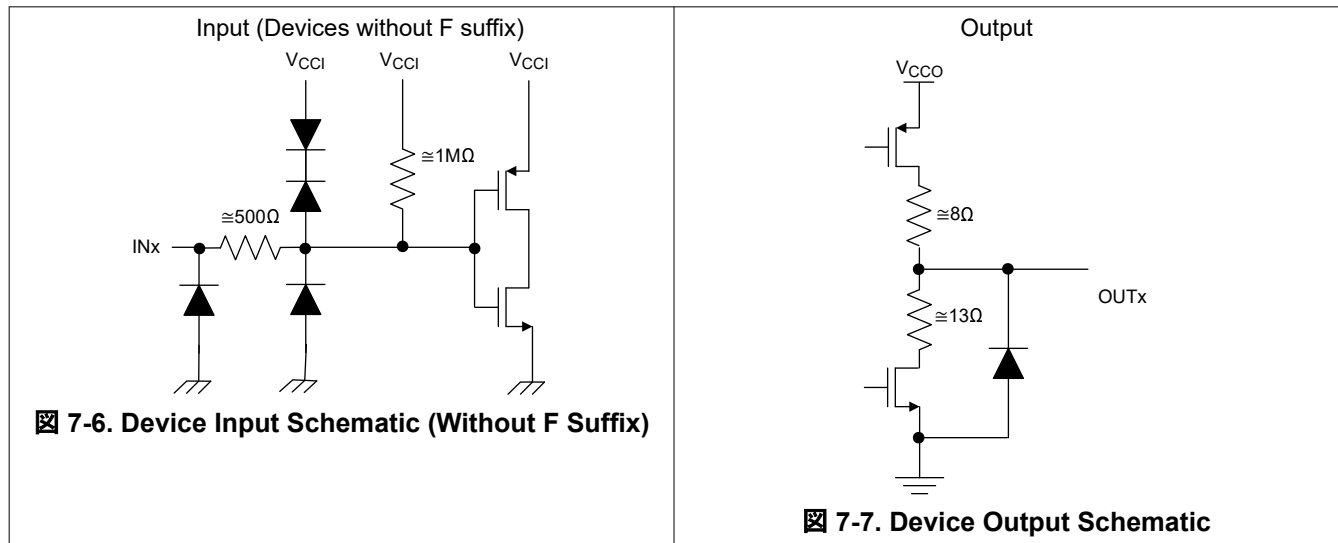 Input (Devices without F suffix)
VCCI VCCI VCCI
≅1MΩ
≅500Ω
INx
図 7-6. Device Input Schematic (Without F Suffix)
Output
VCCO
≅8Ω
OUTx
≅13Ω
図 7-7. Device Output Schematic